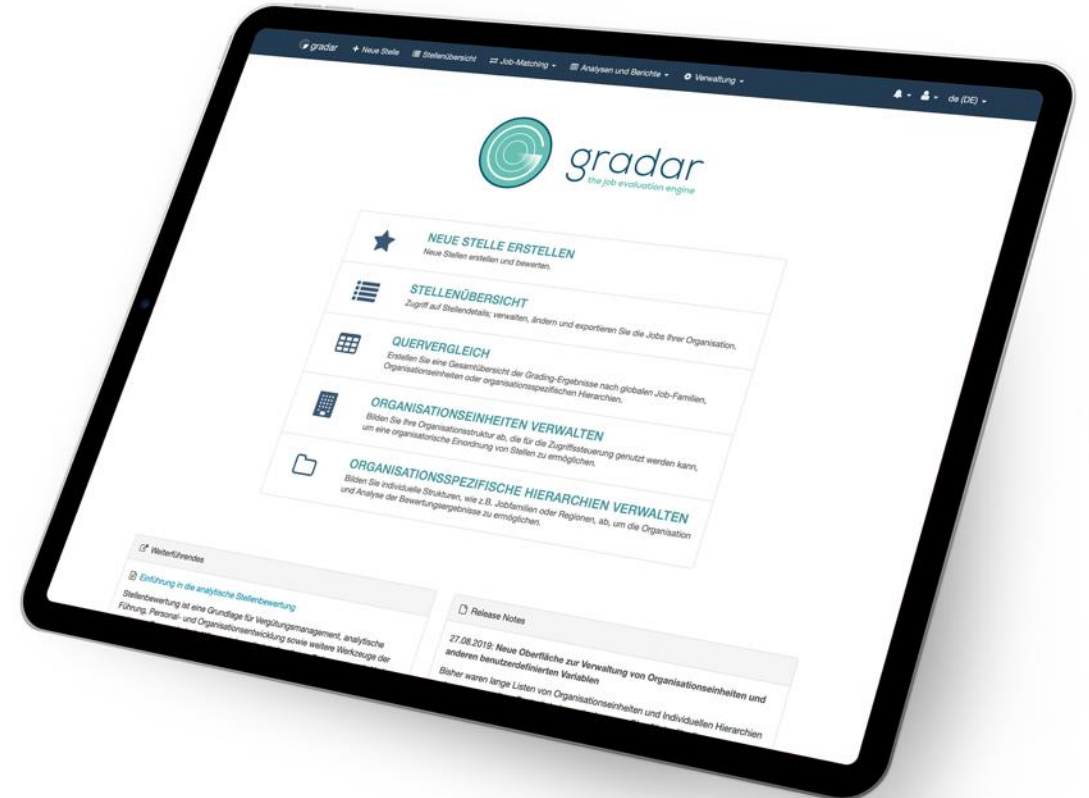 gradar
+ Neue Stelle
Stellenübersicht
Job-Matching
Analysen und Berichte
Verwaltung
de (DE)
gradar
the job evaluation engine
NEUE STELLE ERSTELLEN
Neue Stellen erstellen und bewerten.
STELLENÜBERSICHT
Zugriff auf Stellendetails; verwalten, ändern und exportieren Sie die Jobs Ihrer Organisation.
QUERVERGLEICH
Erstellen Sie eine Gesamtübersicht der Grading-Ergebnisse nach globalen Job-Familien,
Organisationseinheiten oder organisationsspezifischen Hierarchien.
ORGANISATIONSEINHEITEN VERWALTEN
Bilden Sie Ihre Organisationsstruktur ab, die für die Zugriffssteuerung genutzt werden kann,
um eine organisatorische Einordnung von Stellen zu ermöglichen.
ORGANISATIONSSPEZIFISCHE HIERARCHIEN VERWALTEN
Bilden Sie individuelle Strukturen, wie z.B. Jobfamilien oder Regionen, ab, um die Organisation
und Analyse der Bewertungsergebnisse zu ermöglichen.
Weiterführendes
Einführung in die analytische Stellenbewertung
Stellenbewertung ist eine Grundlage für Vergütungsmanagement, analytische
Führung, Personal- und Organisationsentwicklung sowie weitere Werkzeuge der
Release Notes
27.08.2019: Neue Oberfläche zur Verwaltung von Organisationseinheiten und
anderen benutzerdefinierten Variablen
Bisher waren lange Listen von Organisationseinheiten und Individuellen Hierarchien